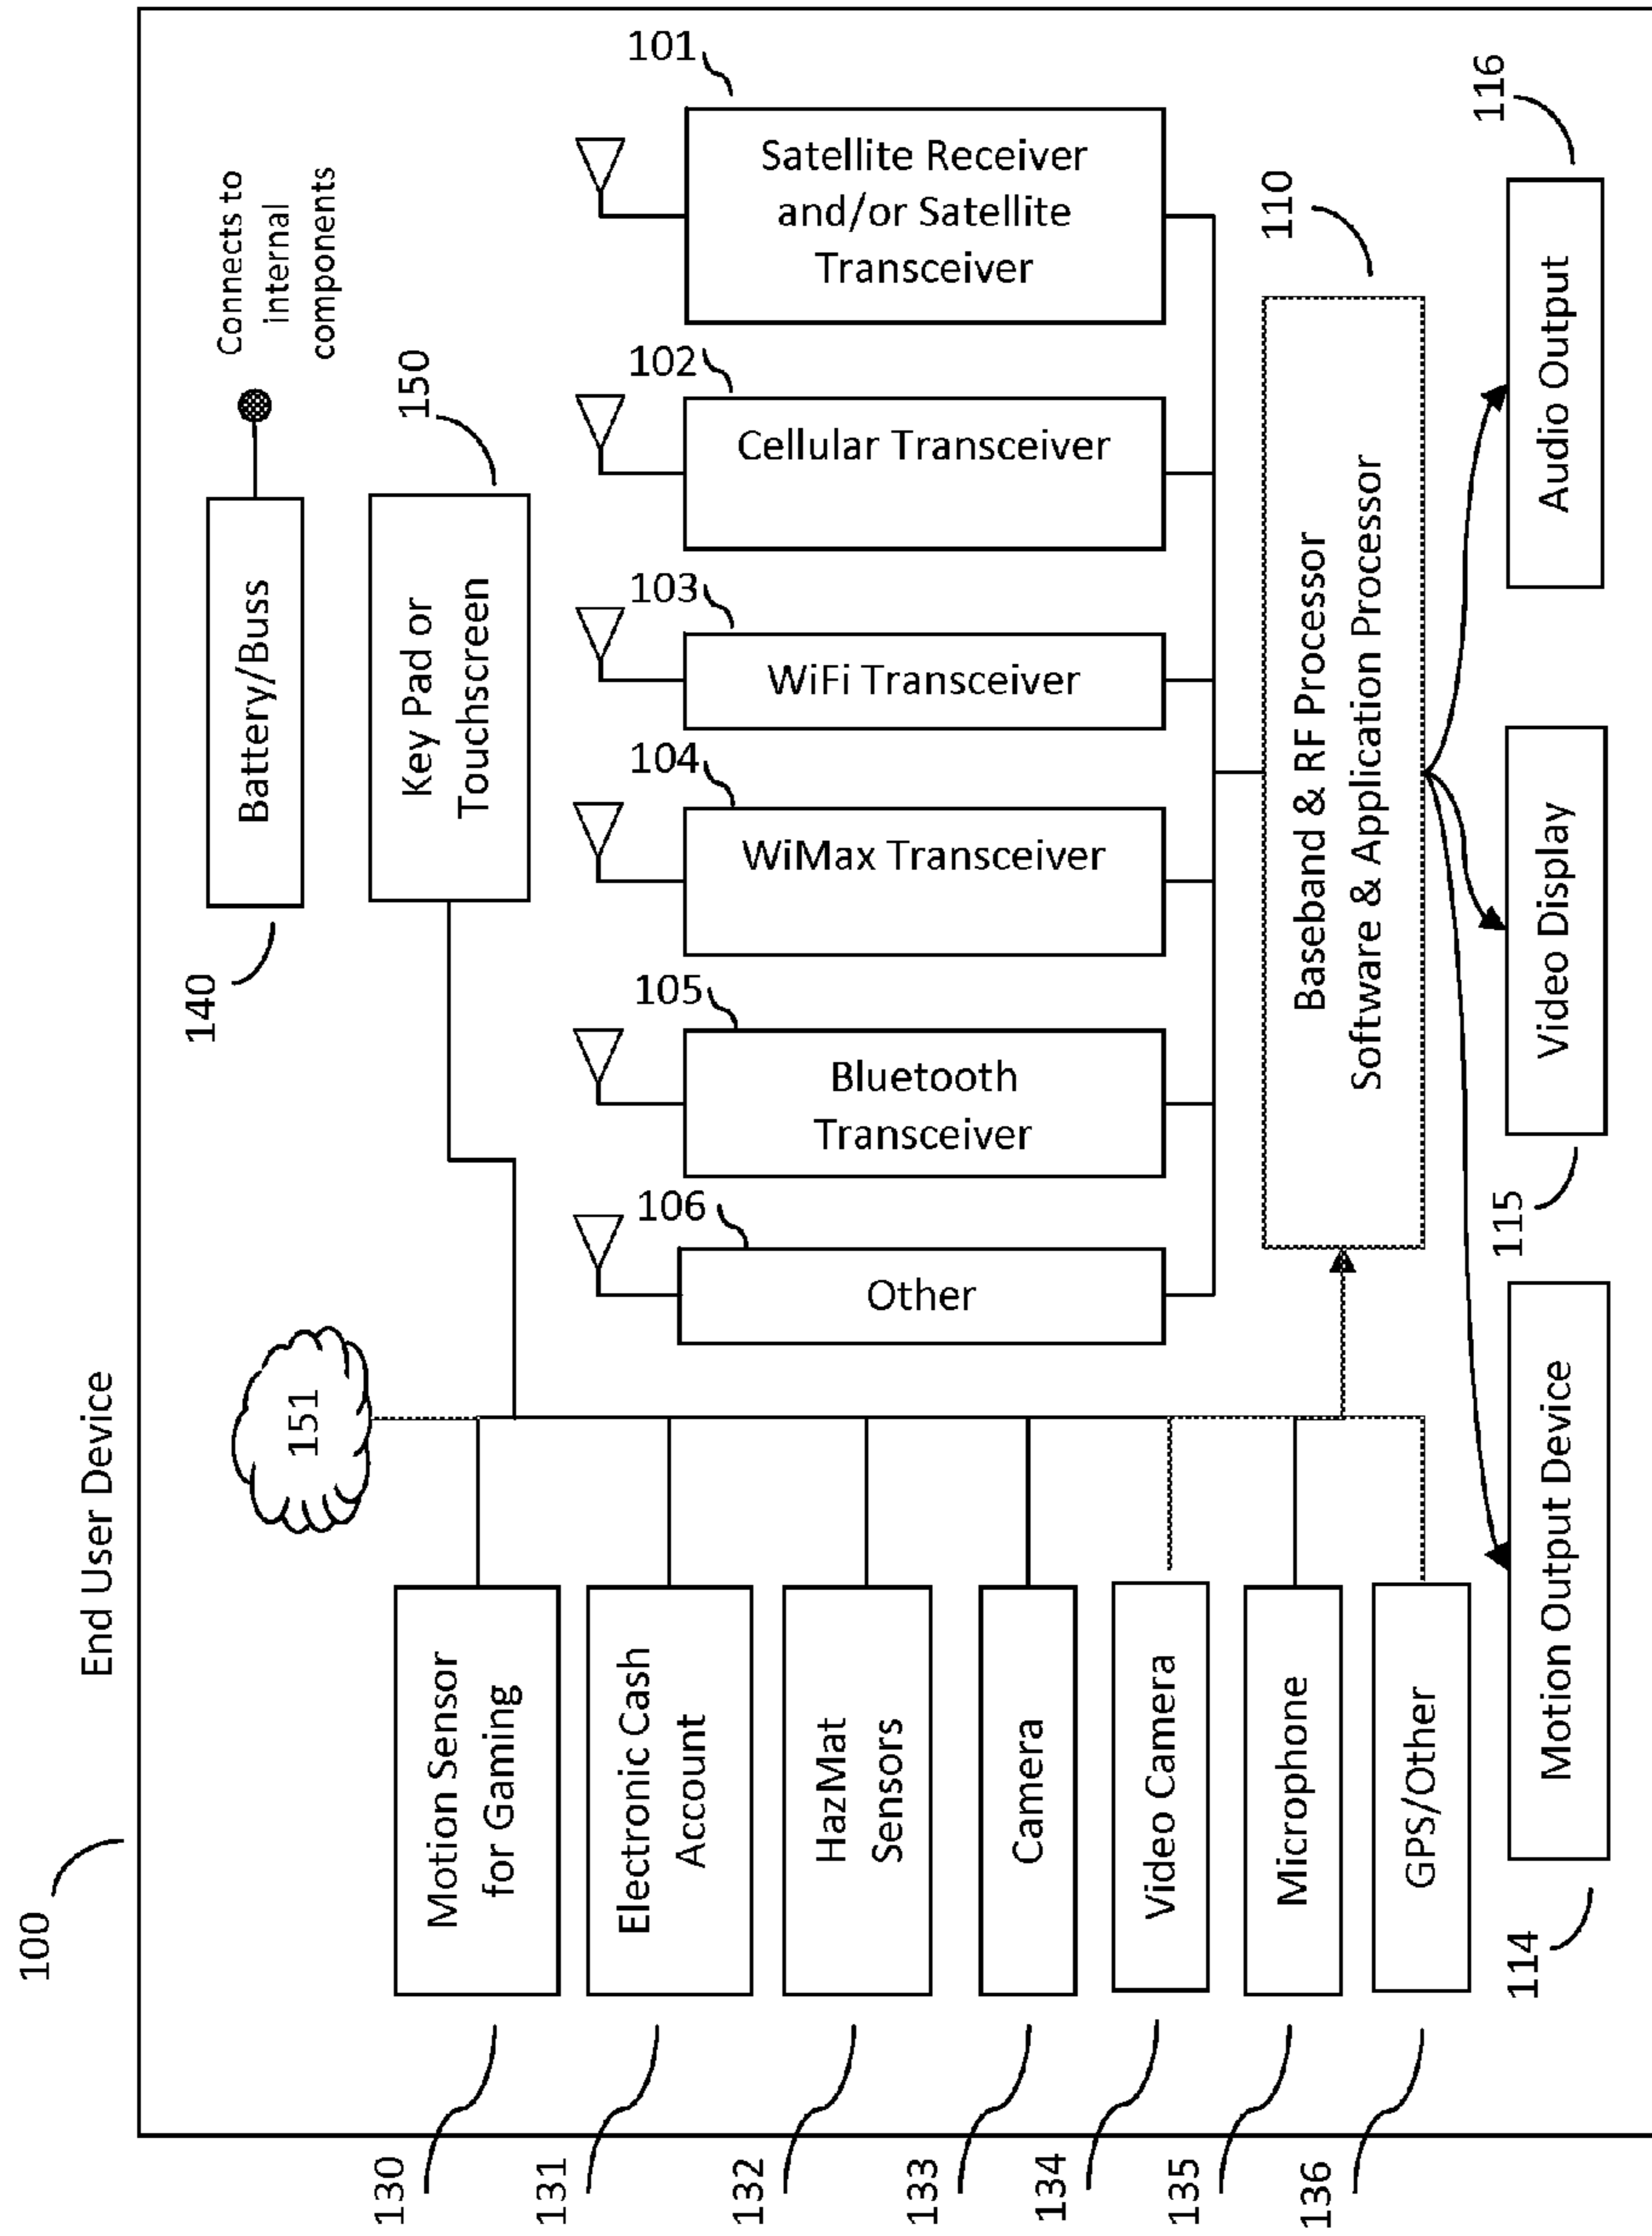 100
End User Device
130
Motion Sensor
for Gaming
131
Electronic Cash
Account
132
HazMat
Sensors
133
Camera
134
Video Camera
135
Microphone
136
GPS/Other
151
140
Battery/Buss
Connects to
internal
components
Key Pad or
Touchscreen
150
106
Other
105
Bluetooth
Transceiver
104
WiMax Transceiver
103
WiFi Transceiver
102
Cellular Transceiver
101
Satellite Receiver
and/or Satellite
Transceiver
110
Baseband & RF Processor
Software & Application Processor
114
Motion Output Device
115
Video Display
116
Audio Output